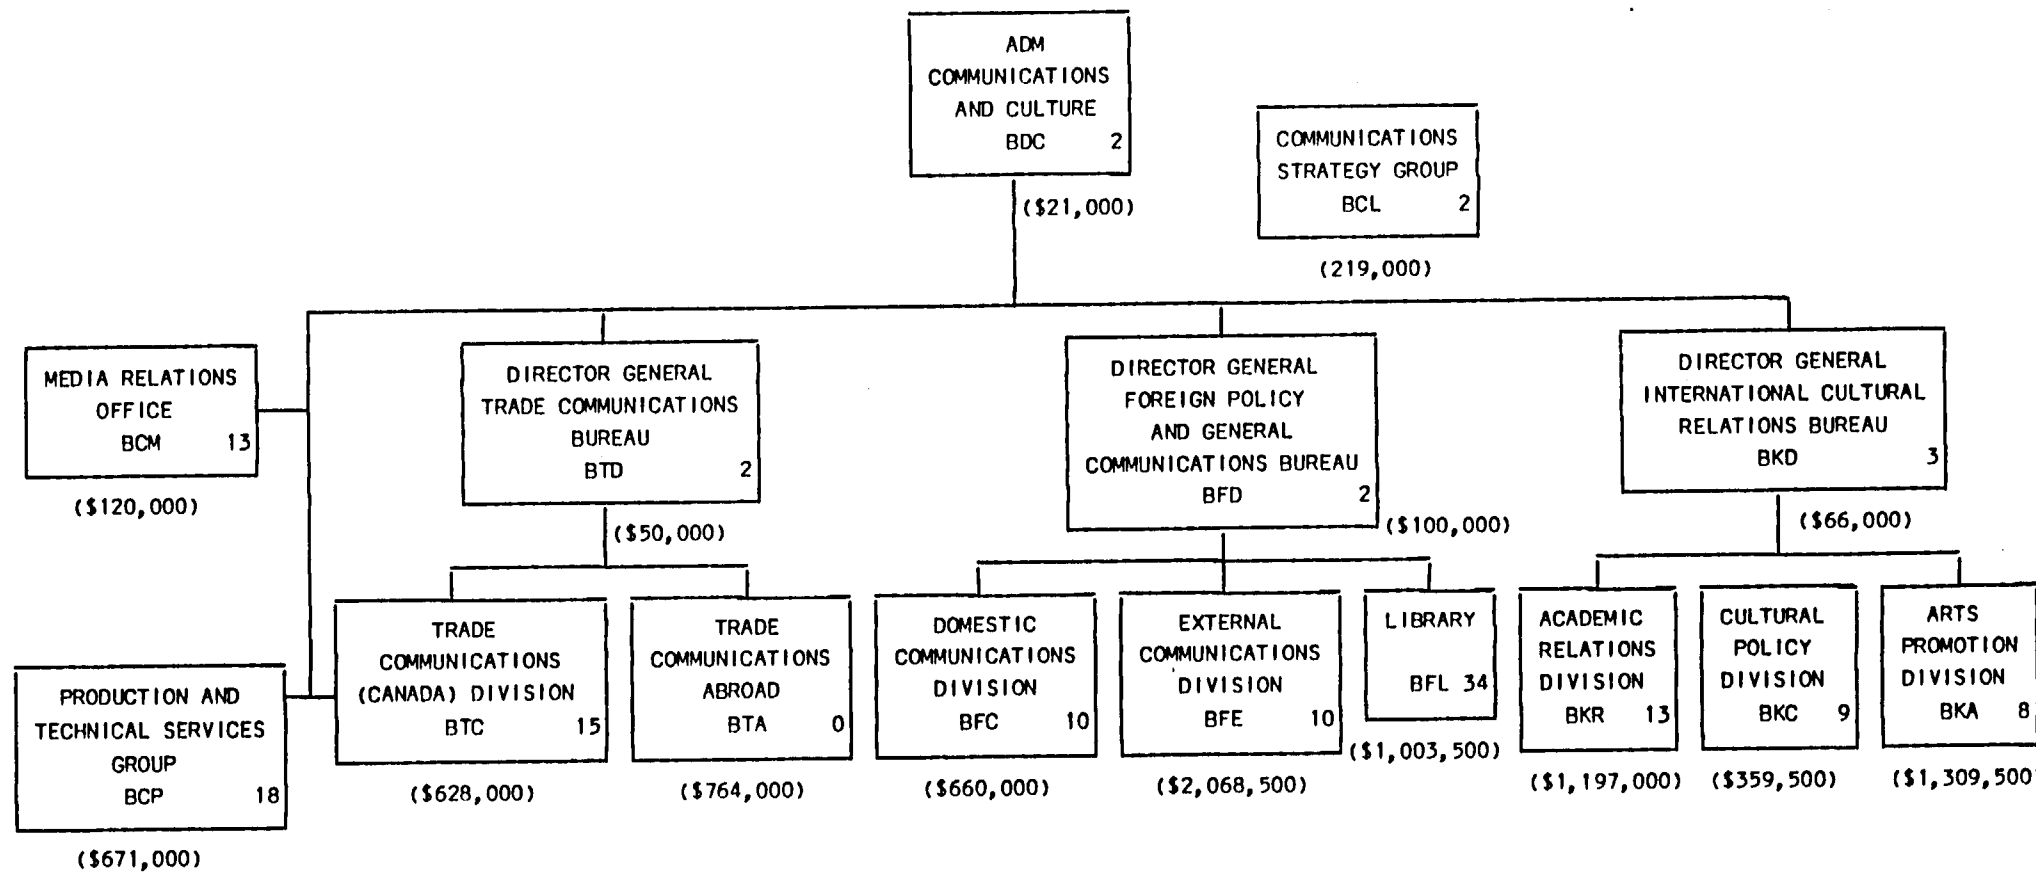 ADM
COMMUNICATIONS
AND CULTURE
BDC 2
($21,000)
COMMUNICATIONS
STRATEGY GROUP
BCL 2
(219,000)
MEDIA RELATIONS
OFFICE
BCM 13
($120,000)
DIRECTOR GENERAL
TRADE COMMUNICATIONS
BUREAU
BTD 2
($50,000)
DIRECTOR GENERAL
FOREIGN POLICY
AND GENERAL
COMMUNICATIONS BUREAU
BFD 2
($100,000)
DIRECTOR GENERAL
INTERNATIONAL CULTURAL
RELATIONS BUREAU
BKD 3
($66,000)
PRODUCTION AND
TECHNICAL SERVICES
GROUP
BCP 18
($671,000)
TRADE
COMMUNICATIONS
(CANADA) DIVISION
BTC 15
($628,000)
TRADE
COMMUNICATIONS
ABROAD
BTA 0
($764,000)
DOMESTIC
COMMUNICATIONS
DIVISION
BFC 10
($660,000)
EXTERNAL
COMMUNICATIONS
DIVISION
BFE 10
($2,068,500)
LIBRARY
BFL 34
($1,003,500)
ACADEMIC
RELATIONS
DIVISION
BKR 13
($1,197,000)
CULTURAL
POLICY
DIVISION
BKC 9
($359,500)
ARTS
PROMOTION
DIVISION
BKA 8
($1,309,500)